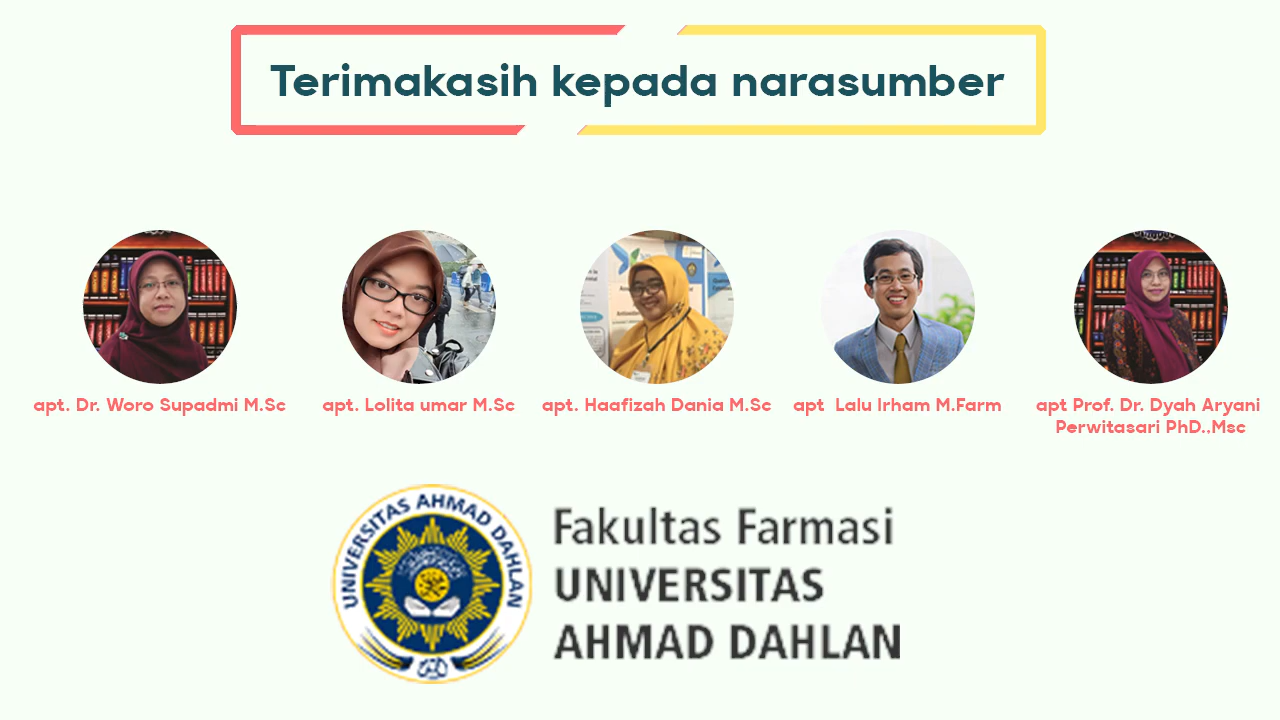 Terimakasih kepada narasumber
apt. Dr. Woro Supadmi M.Sc
apt. Lolita umar M.Sc
apt. Haafizah Dania M.Sc
apt  Lalu Irham M.Farm
apt Prof. Dr. Dyah Aryani
Perwitasari PhD.,Msc
UNIVERSITAS AHMAD DAHLAN
Fakultas Farmasi
UNIVERSITAS
AHMAD DAHLAN